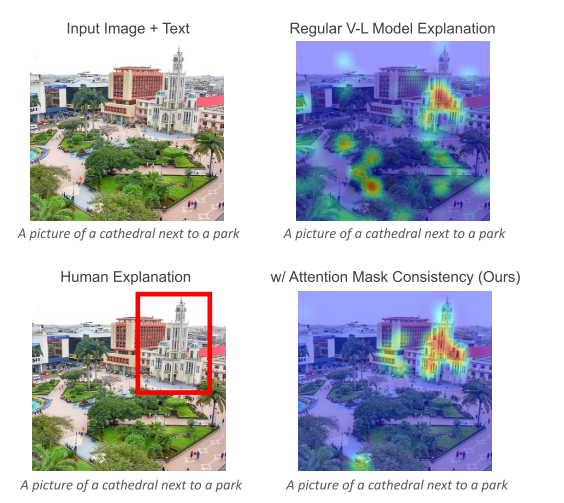 Input Image + Text
Regular V-L Model Explanation
A picture of a cathedral next to a park
A picture of a cathedral next to a park
Human Explanation
w/ Attention Mask Consistency (Ours)
A picture of a cathedral next to a park
A picture of a cathedral next to a park